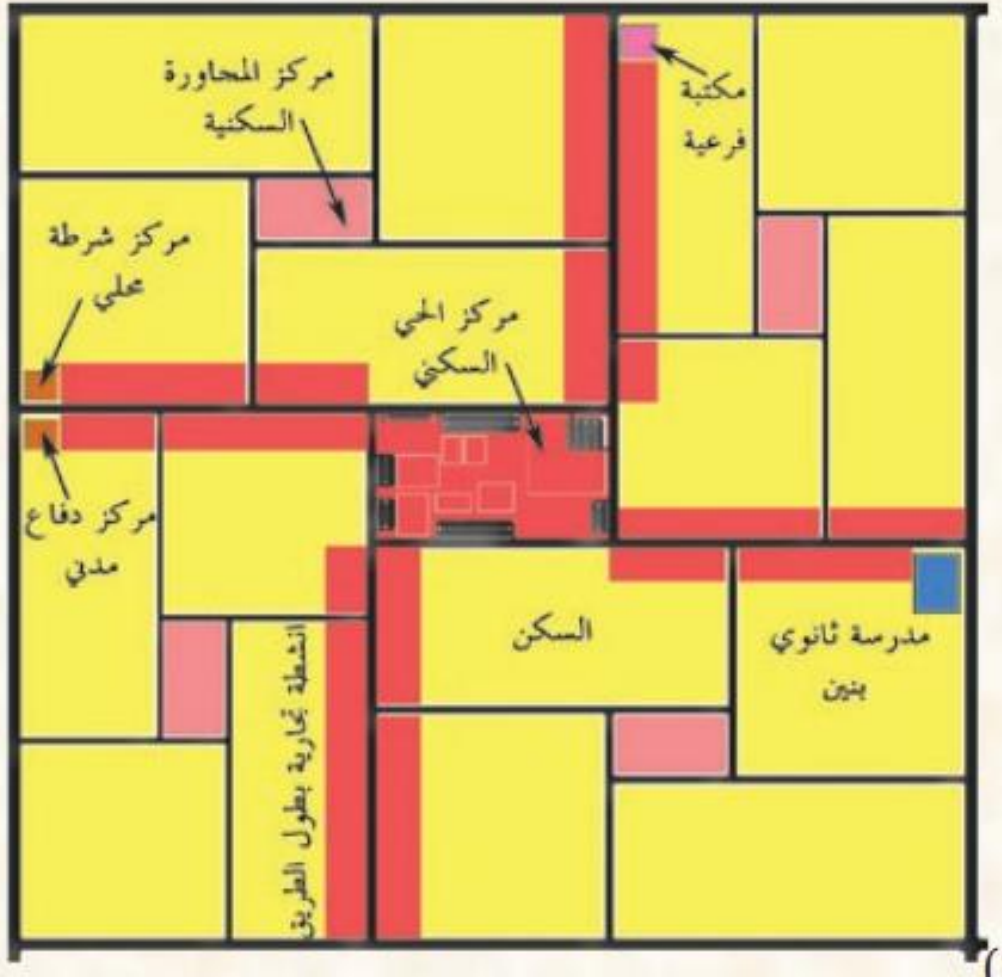 مركز المجاورة
السكنية
مكتبة
فرعية
مركز شرطة
محلي
مركز الحي
السكني
مركز دفاع
مدني
السكن
مدرسة ثانوي
بنين
انشطة تجارية بطول الطريق
)